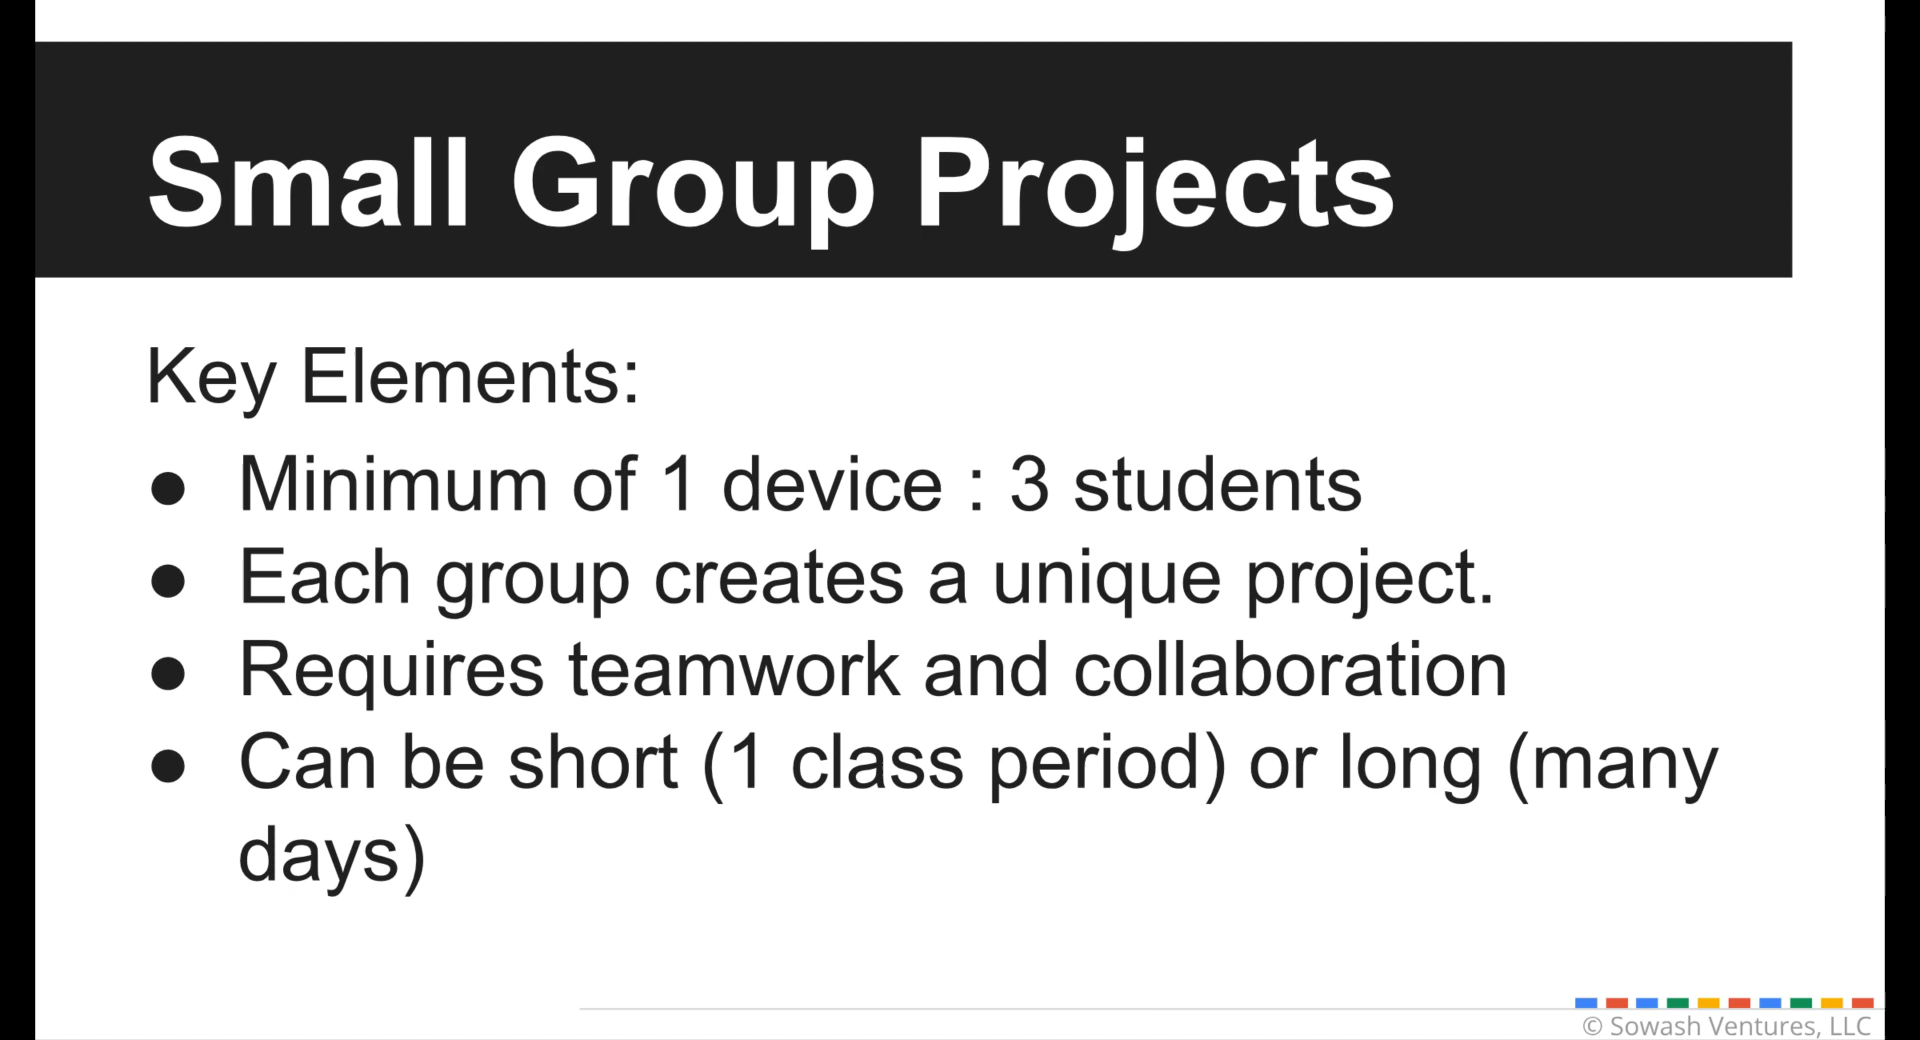 Small Group Projects
Key Elements:
● Minimum of 1 device : 3 students
● Each group creates a unique project.
● Requires teamwork and collaboration
● Can be short (1 class period) or long (many
days)
© Sowash Ventures, LLC